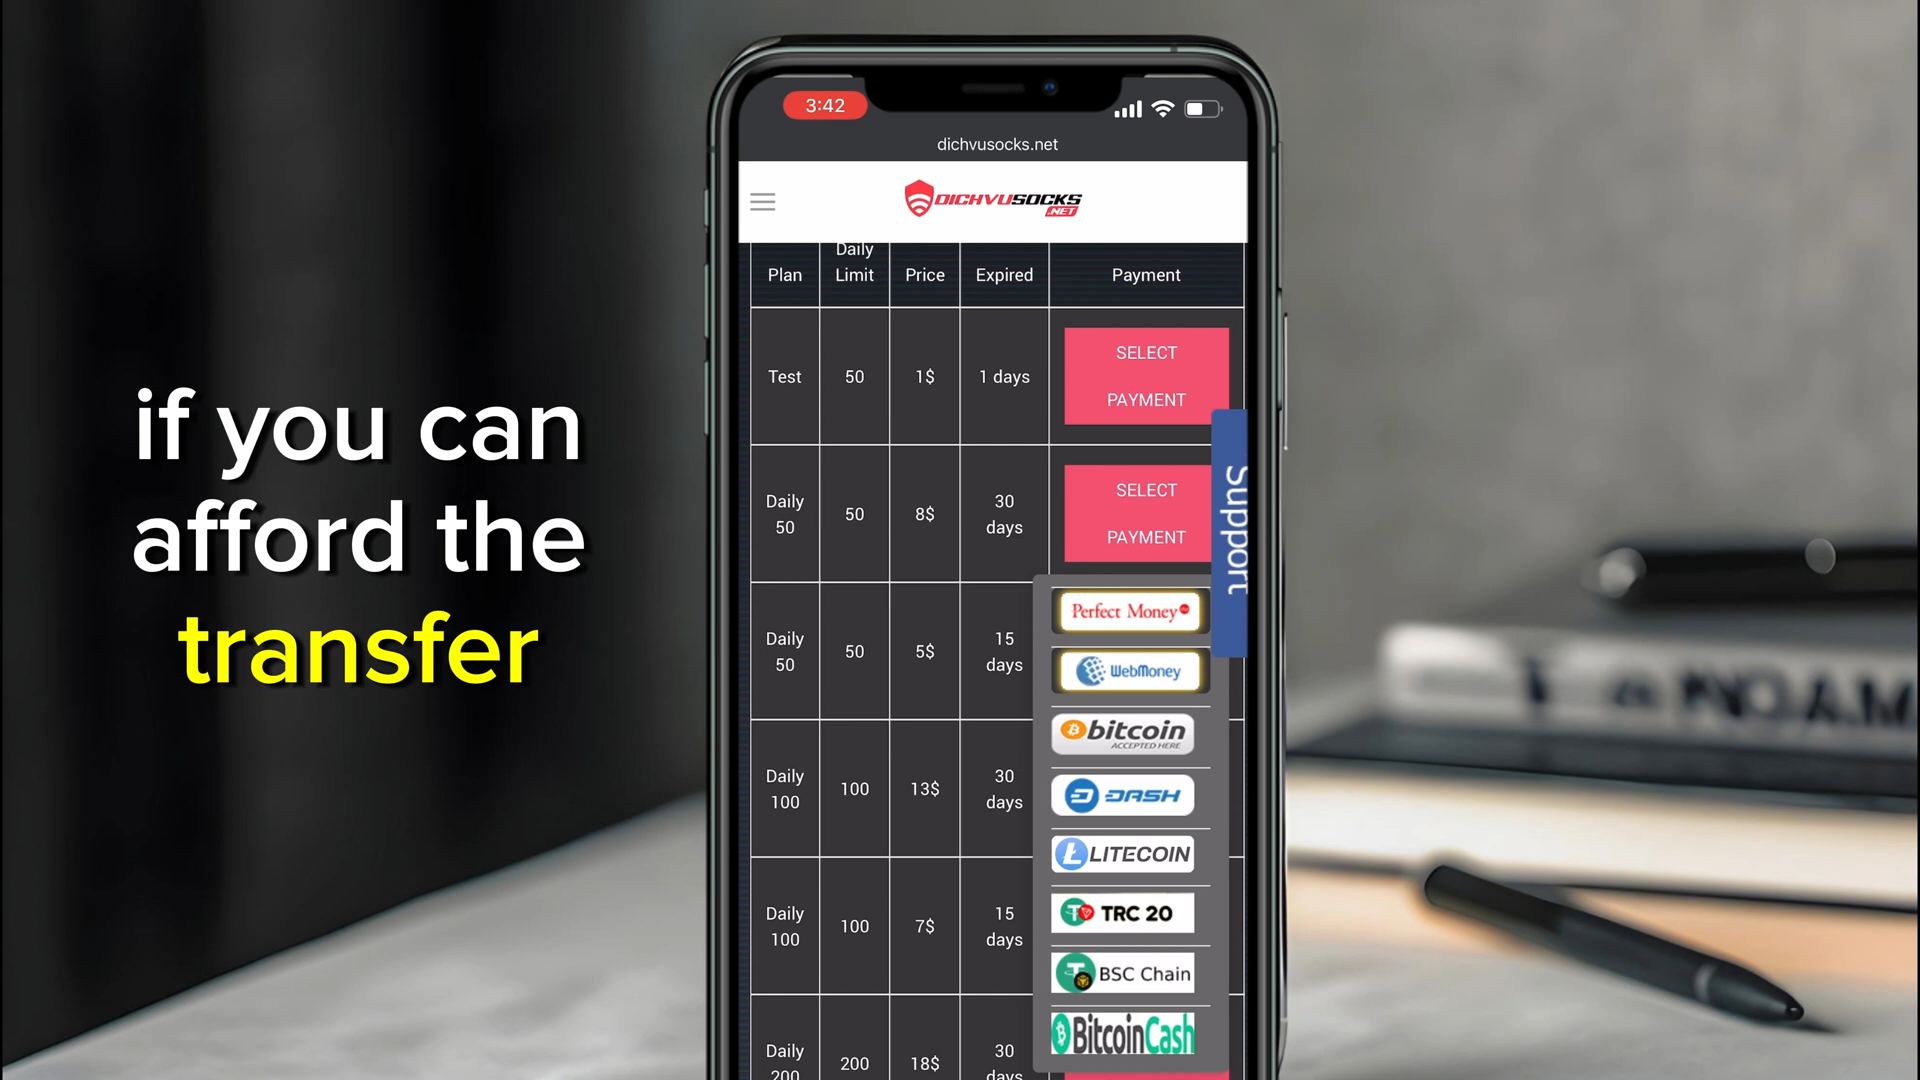 3:42
dichvusocks.net
DICHVUSOCKS
.NET
Plan
Daily
Limit
Price
Expired
Payment
Test
50
1$
1 days
SELECT
PAYMENT
Daily
50
50
8$
30
days
SELECT
PAYMENT
Support
Daily
50
50
5$
15
days
Perfect Money
WebMoney
bitcoin
ACCEPTED HERE
Daily
100
100
13$
30
days
DASH
LITECOIN
Daily
100
100
7$
15
days
TRC 20
BSC Chain
Daily
200
200
18$
30
days
BitcoinCash
if you can
afford the
transfer